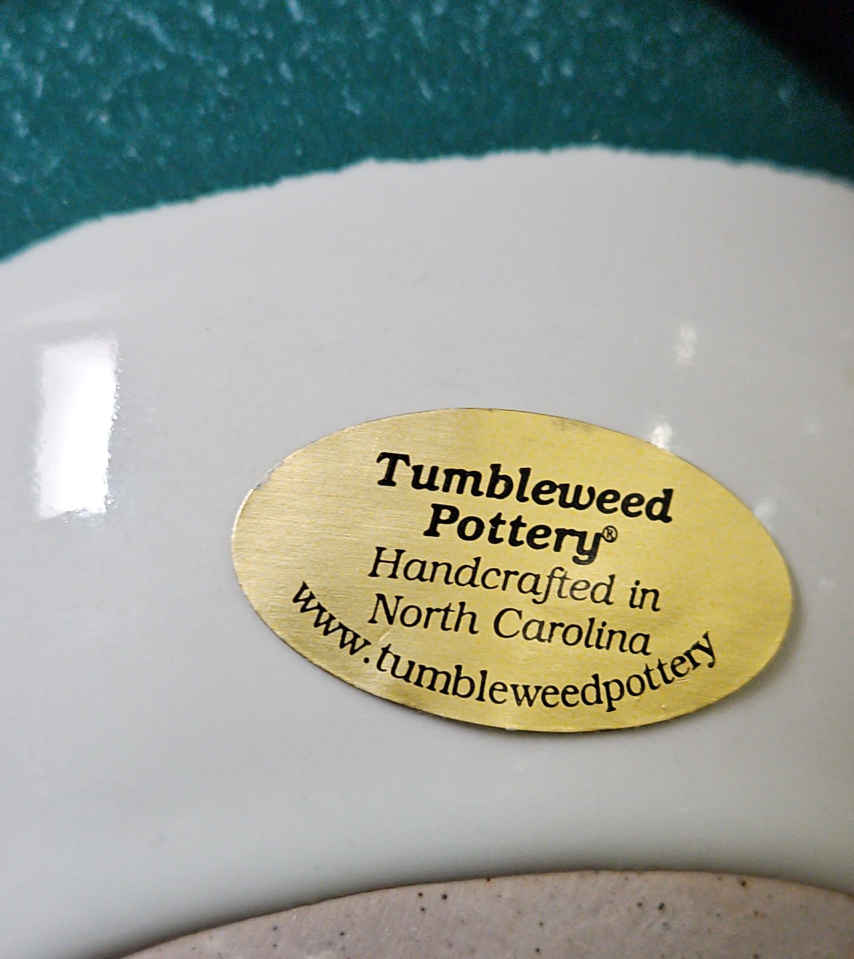 Tumbleweed
Pottery®
Handcrafted in
North Carolina
www.tumbleweedpottery